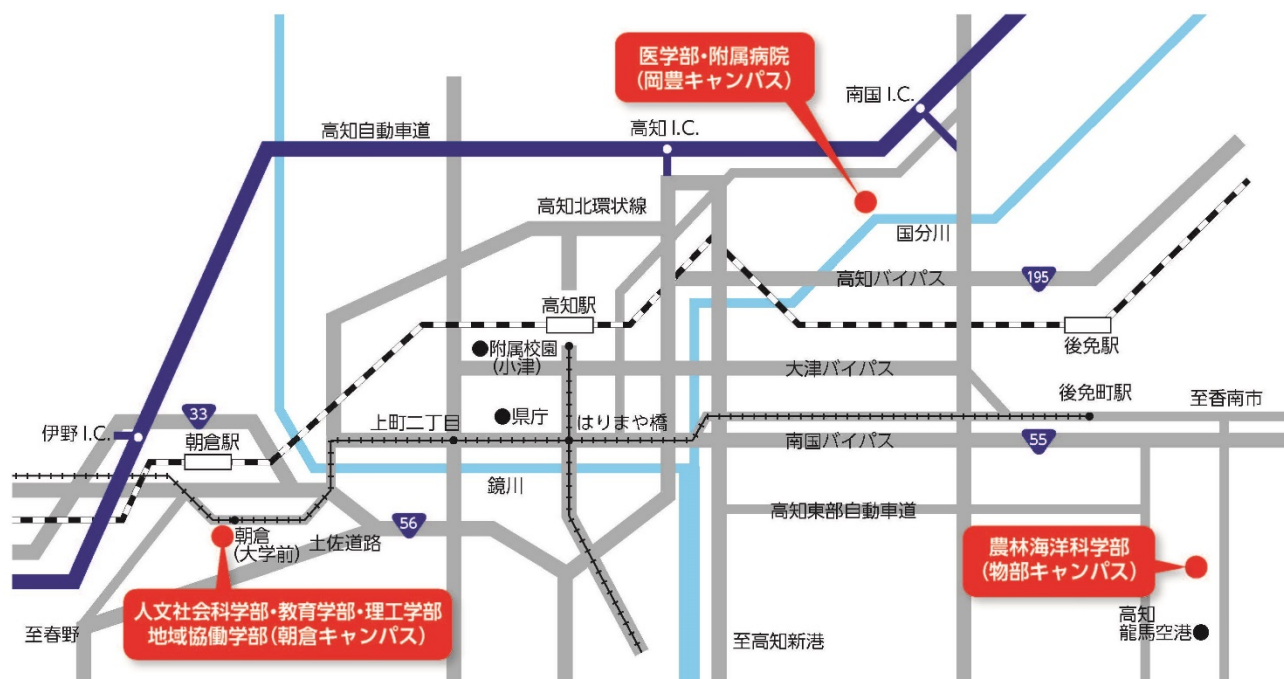 医学部・附属病院
(岡豊キャンパス)
南国 I.C.
高知自動車道
高知 I.C.
高知北環状線
国分川
高知バイパス
195
高知駅
附属校園
(小津)
後免駅
大津バイパス
後免町駅
至香南市
33
県庁
上町二丁目
はりまや橋
伊野 I.C.
朝倉駅
南国バイパス
55
鏡川
高知東部自動車道
56
朝倉
(大学前)
土佐道路
農林海洋科学部
(物部キャンパス)
人文社会科学部・教育学部・理工学部
地域協働学部(朝倉キャンパス)
至春野
至高知新港
高知
龍馬空港